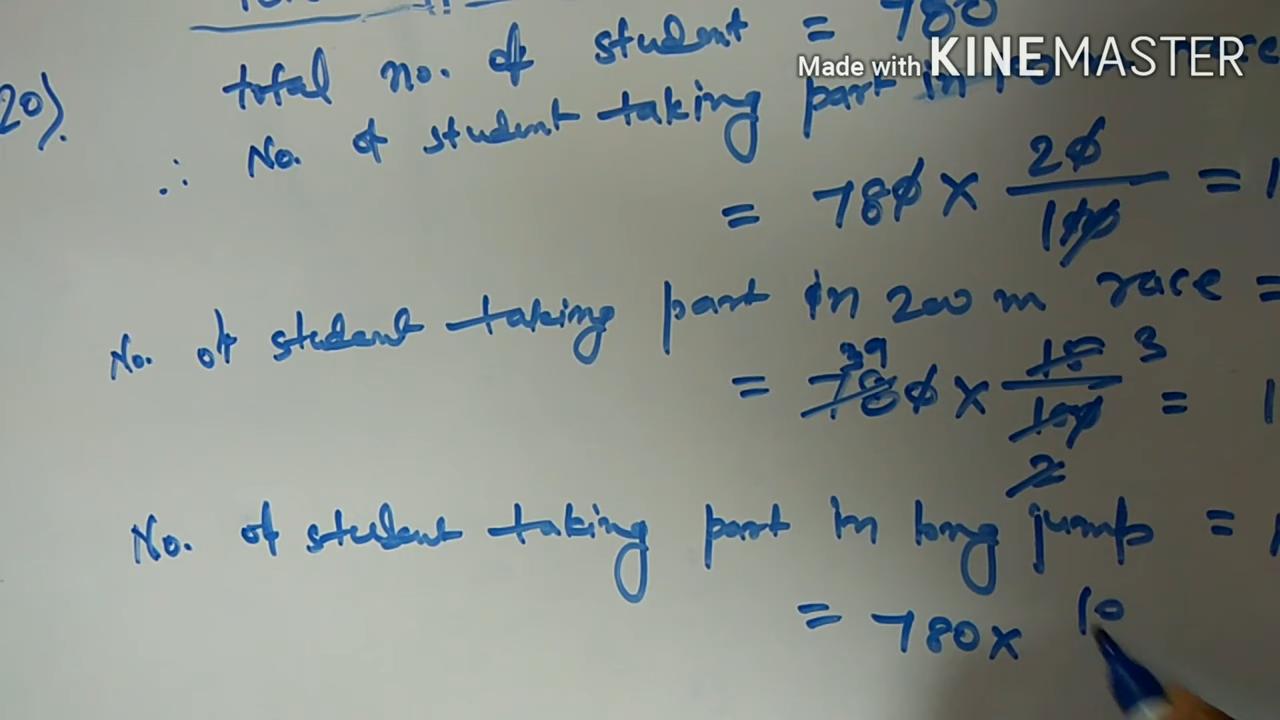 total no. of student = 780
Made with KINEMASTER
20).
∴ No. of student taking part in 100 m race
= 780 × 20/100 = 1
No. of student taking part in 200 m race =
39 3
= 780 × 15/100 = 1
2
No. of student taking part in long jump =
= 780 × 10